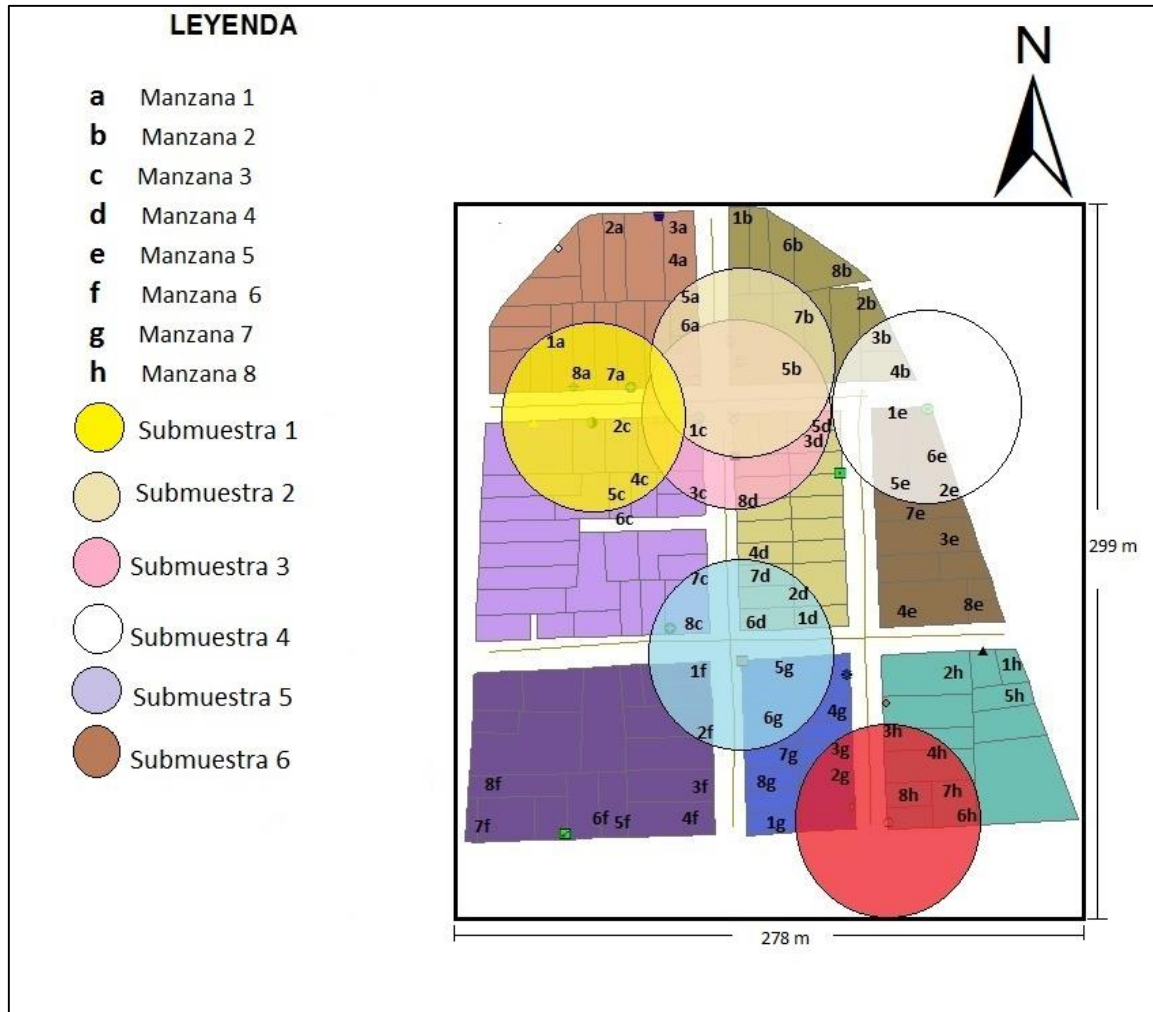 LEYENDA
N
a Manzana 1
b Manzana 2
c Manzana 3
d Manzana 4
e Manzana 5
f Manzana 6
g Manzana 7
h Manzana 8
Submuestra 1
Submuestra 2
Submuestra 3
Submuestra 4
Submuestra 5
Submuestra 6
2a 3a 1b
4a 6b
8b
5a 2b
6a 7b
1a 3b
8a 7a 5b 4b
2c 1c 5d 1e
3d
6e
4c 5e
5c 3c 8d 2e
6c 7e
3e
299 m
4d
7c 7d
2d
8c 6d 1d 4e 8e
1f 5g 2h 1h
5h
6g 4g
2f 3h
7g 3g 4h
8f 3f 8g 2g
8h 7h
7f 6f 5f 4f 1g 6h
278 m